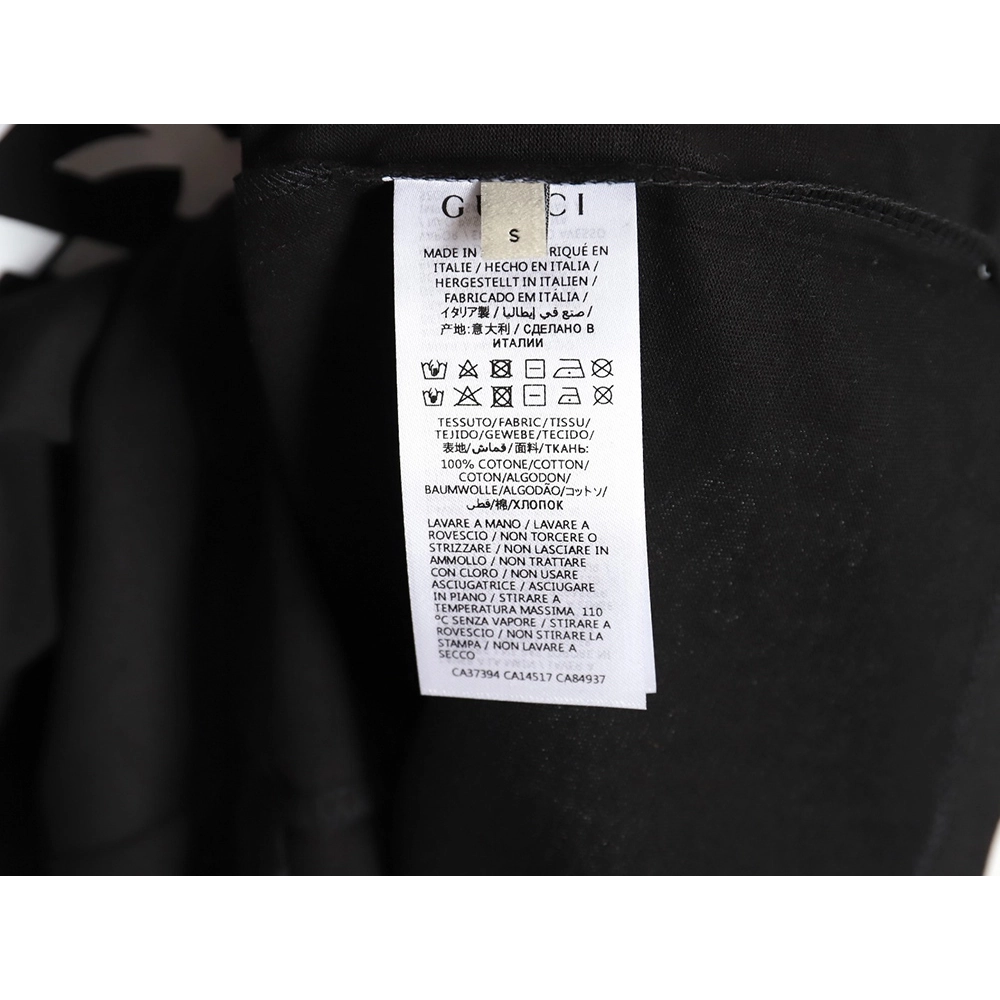 GUCCI
S
MADE IN RIQUÉ EN
ITALIE / HECHO EN ITALIA /
HERGESTELLT IN ITALIEN /
FABRICADO EM ITÁLIA /
イタリア製 / صنع في إيطاليا /
产地:意大利 / СДЕЛАНО В
ИТАЛИИ
TESSUTO/FABRIC/TISSU/
TEJIDO/GEWEBE/TECIDO/
表地/قماش/面料/ТКАНЬ:
100% COTONE/COTTON/
COTON/ALGODON/
BAUMWOLLE/ALGODÃO/コットン/
قطن/棉/ХЛОПОК
LAVARE A MANO / LAVARE A
ROVESCIO / NON TORCERE O
STRIZZARE / NON LASCIARE IN
AMMOLLO / NON TRATTARE
CON CLORO / NON USARE
ASCIUGATRICE / ASCIUGARE
IN PIANO / STIRARE A
TEMPERATURA MASSIMA 110
°C SENZA VAPORE / STIRARE A
ROVESCIO / NON STIRARE LA
STAMPA / NON LAVARE A
SECCO
CA37394 CA14517 CA84937